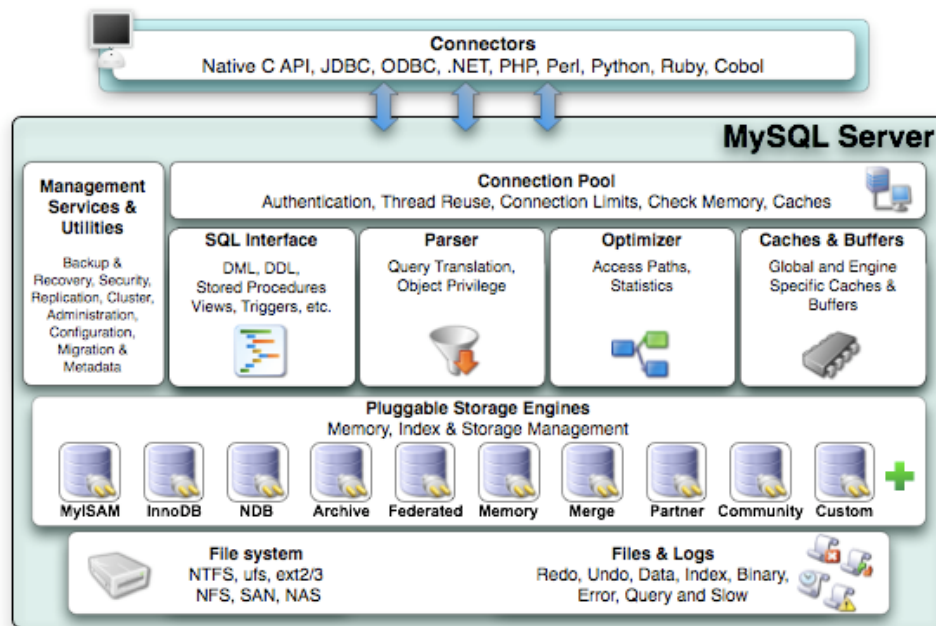 Connectors
Native C API, JDBC, ODBC, .NET, PHP, Perl, Python, Ruby, Cobol
MySQL Server
Management
Services &
Utilities
Backup &
Recovery, Security,
Replication, Cluster,
Administration,
Configuration,
Migration &
Metadata
Connection Pool
Authentication, Thread Reuse, Connection Limits, Check Memory, Caches
SQL Interface
DML, DDL,
Stored Procedures
Views, Triggers, etc.
Parser
Query Translation,
Object Privilege
Optimizer
Access Paths,
Statistics
Caches & Buffers
Global and Engine
Specific Caches &
Buffers
Pluggable Storage Engines
Memory, Index & Storage Management
MyISAM
InnoDB
NDB
Archive
Federated
Memory
Merge
Partner
Community
Custom
File system
NTFS, ufs, ext2/3
NFS, SAN, NAS
Files & Logs
Redo, Undo, Data, Index, Binary,
Error, Query and Slow